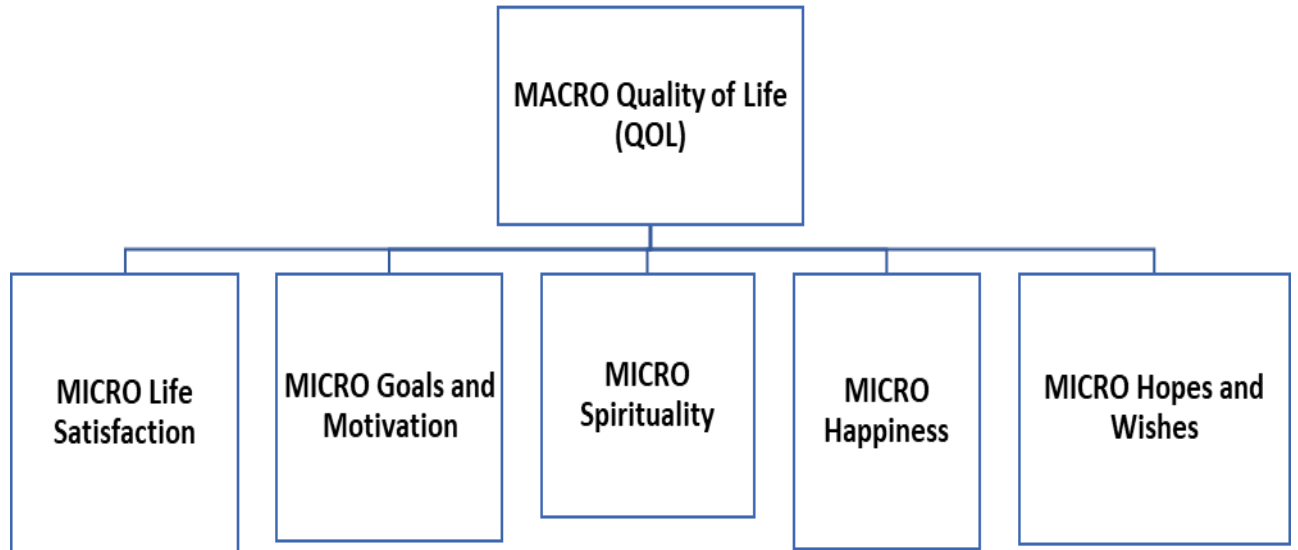 MACRO Quality of Life
(QOL)
MICRO Life
Satisfaction
MICRO Goals and
Motivation
MICRO
Spirituality
MICRO
Happiness
MICRO Hopes and
Wishes